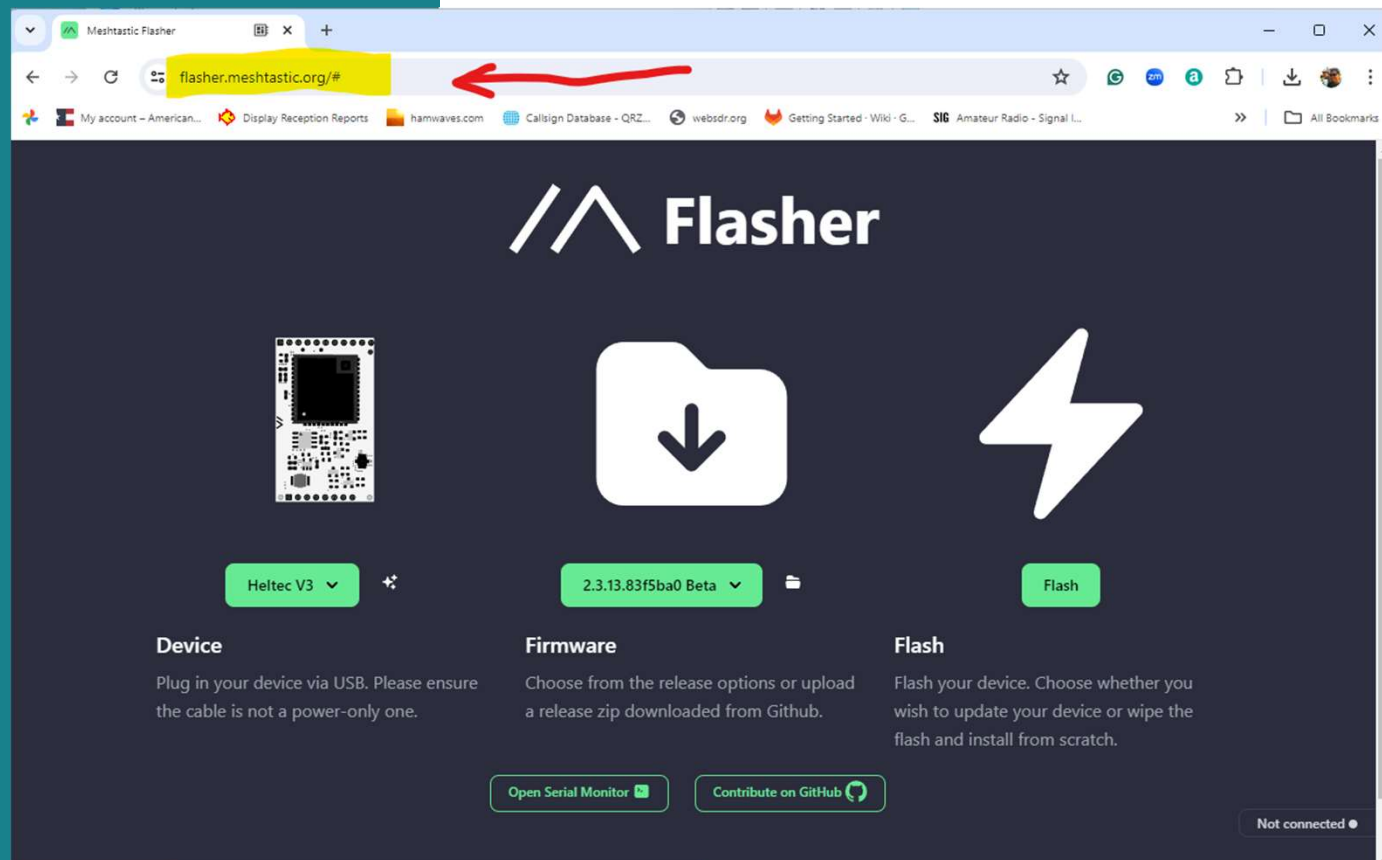 Meshtastic Flasher
flasher.meshtastic.org/#
zm
a
My account – American...
Display Reception Reports
hamwaves.com
Callsign Database - QRZ...
websdr.org
Getting Started · Wiki · G...
SIG Amateur Radio - Signal I...
All Bookmarks
Flasher
Heltec V3
2.3.13.83f5ba0 Beta
Flash
Device
Firmware
Flash
Plug in your device via USB. Please ensure
the cable is not a power-only one.
Choose from the release options or upload
a release zip downloaded from Github.
Flash your device. Choose whether you
wish to update your device or wipe the
flash and install from scratch.
Open Serial Monitor
Contribute on GitHub
Not connected